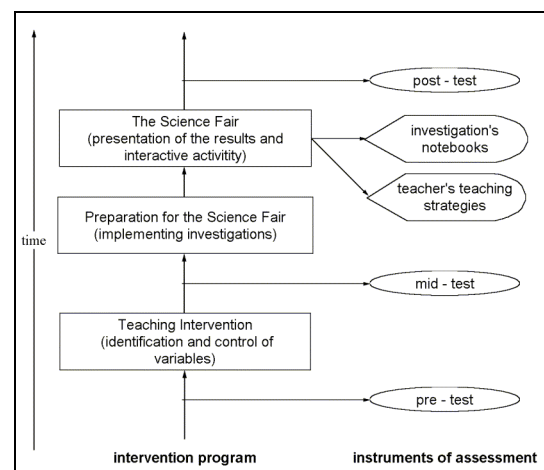 post - test
The Science Fair
(presentation of the results and
interactive activitity)
investigation's
notebooks
teacher's teaching
strategies
Preparation for the Science Fair
(implementing investigations)
time
mid - test
Teaching Intervention
(identification and control of
variables)
pre - test
intervention program
instruments of assessment